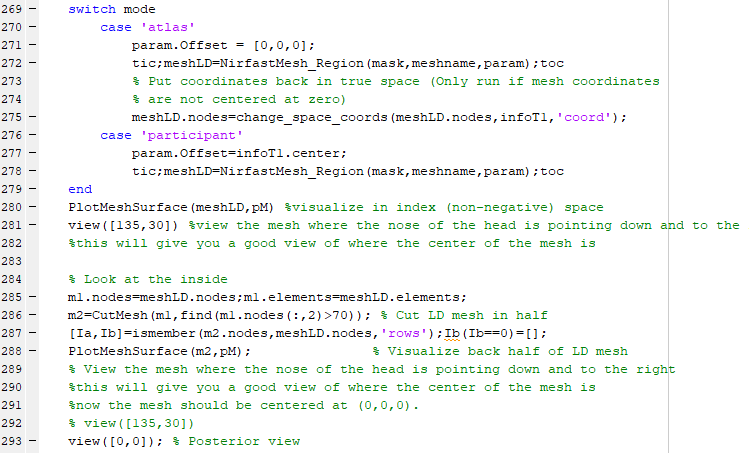 269 – switch mode
270 –     case 'atlas'
271 –         param.Offset = [0,0,0];
272 –         tic;meshLD=NirfastMesh_Region(mask,meshname,param);toc
273         % Put coordinates back in true space (Only run if mesh coordinates
274         % are not centered at zero)
275 –         meshLD.nodes=change_space_coords(meshLD.nodes,infoT1,'coord');
276 –     case 'participant'
277 –         param.Offset=infoT1.center;
278 –         tic;meshLD=NirfastMesh_Region(mask,meshname,param);toc
279 – end
280 – PlotMeshSurface(meshLD,pM) %visualize in index (non-negative) space
281 – view([135,30]) %view the mesh where the nose of the head is pointing down and to the
282 %this will give you a good view of where the center of the mesh is
283
284 % Look at the inside
285 – m1.nodes=meshLD.nodes;m1.elements=meshLD.elements;
286 – m2=CutMesh(m1,find(m1.nodes(:,2)>70)); % Cut LD mesh in half
287 – [Ia,Ib]=ismember(m2.nodes,meshLD.nodes,'rows');Ib(Ib==0)=[];
288 – PlotMeshSurface(m2,pM);                % Visualize back half of LD mesh
289 % View the mesh where the nose of the head is pointing down and to the right
290 %this will give you a good view of where the center of the mesh is
291 %now the mesh should be centered at (0,0,0).
292 % view([135,30])
293 – view([0,0]); % Posterior view